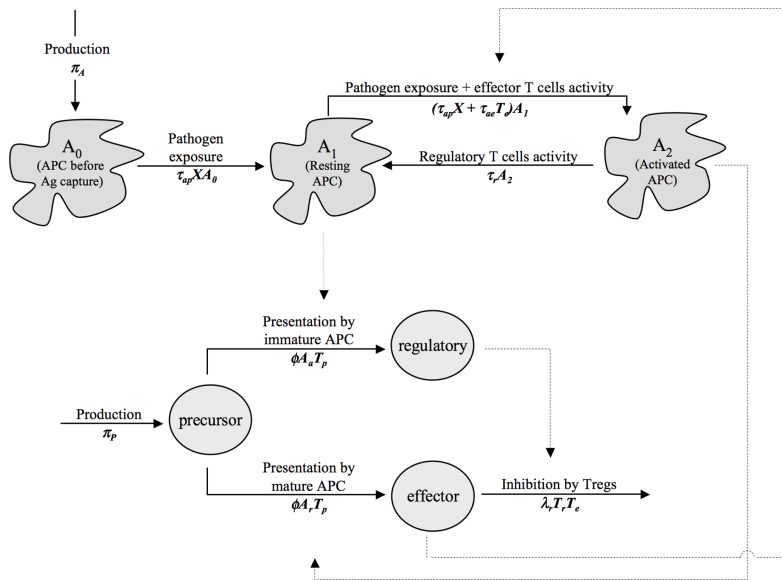 Production
π_A
Pathogen exposure + effector T cells activity
(τ_ap X + τ_ae T_e)A_1
A_0
(APC before
Ag capture)
Pathogen
exposure
τ_ap X A_0
A_1
(Resting
APC)
Regulatory T cells activity
τ_r A_2
A_2
(Activated
APC)
Presentation by
immature APC
ϕA_a T_p
regulatory
Production
π_P
precursor
Presentation by
mature APC
ϕA_r T_p
effector
Inhibition by Tregs
λ_r T_r T_e